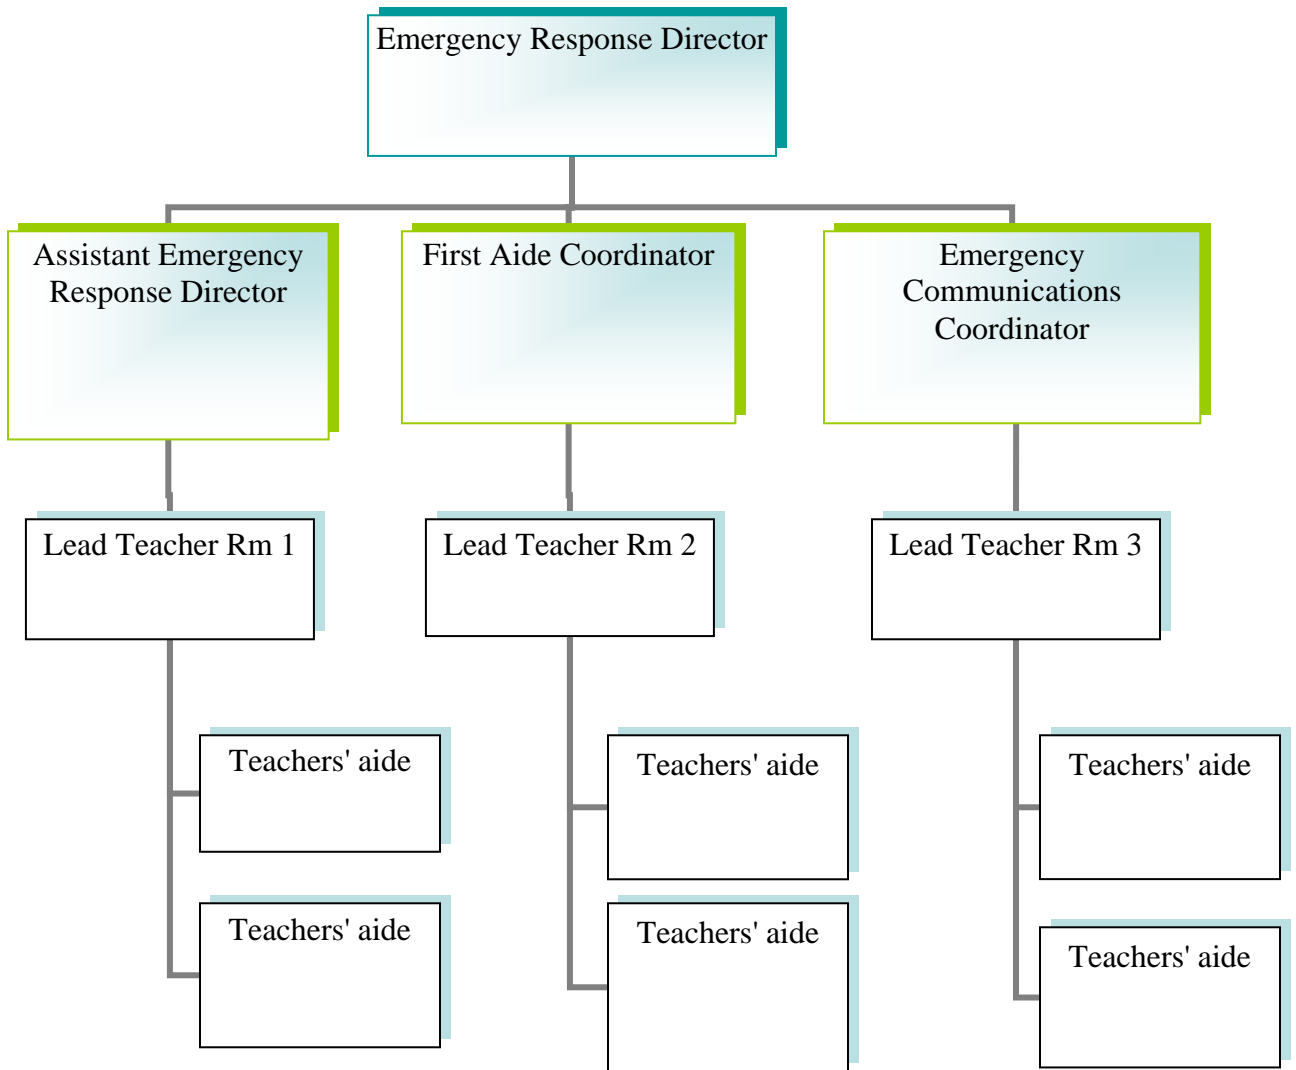 Emergency Response Director
Assistant Emergency
Response Director
First Aide Coordinator
Emergency
Communications
Coordinator
Lead Teacher Rm 1
Lead Teacher Rm 2
Lead Teacher Rm 3
Teachers' aide
Teachers' aide
Teachers' aide
Teachers' aide
Teachers' aide
Teachers' aide